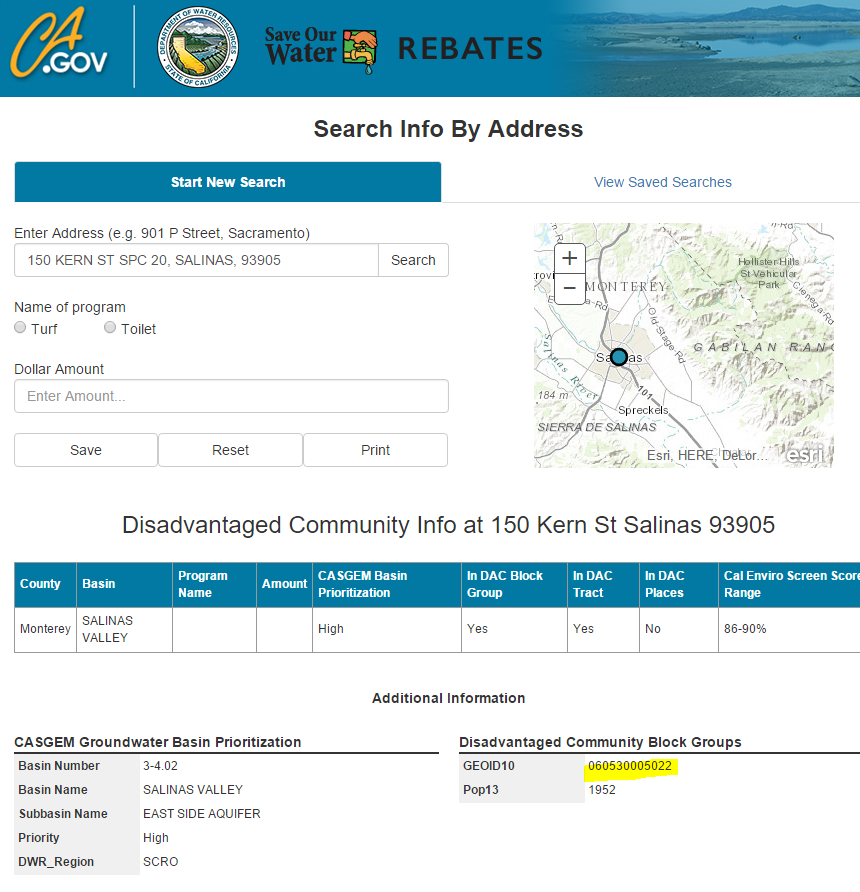 CA.GOV
DEPARTMENT OF WATER RESOURCES
STATE OF CALIFORNIA
Save Our
Water
REBATES
Search Info By Address
Start New Search
View Saved Searches
Enter Address (e.g. 901 P Street, Sacramento)
150 KERN ST SPC 20, SALINAS, 93905
Search
Name of program
Turf
Toilet
Dollar Amount
Enter Amount...
Save
Reset
Print
+
−
MONTEREY
Hollister Hills
St Vehicular
Park
Cienega Rd
Old Stage Rd
GABILAN RANG
Salinas
Salinas River
101
184 m
Spreckels
SIERRA DE SALINAS
Esri, HERE, DeLor...
esri
Disadvantaged Community Info at 150 Kern St Salinas 93905
County Basin Program Name Amount CASGEM Basin Prioritization In DAC Block Group In DAC Tract In DAC Places Cal Enviro Screen Score Range
Monterey SALINAS VALLEY High Yes Yes No 86-90%
Additional Information
CASGEM Groundwater Basin Prioritization
Basin Number 3-4.02
Basin Name SALINAS VALLEY
Subbasin Name EAST SIDE AQUIFER
Priority High
DWR_Region SCRO
Disadvantaged Community Block Groups
GEOID10 060530005022
Pop13 1952